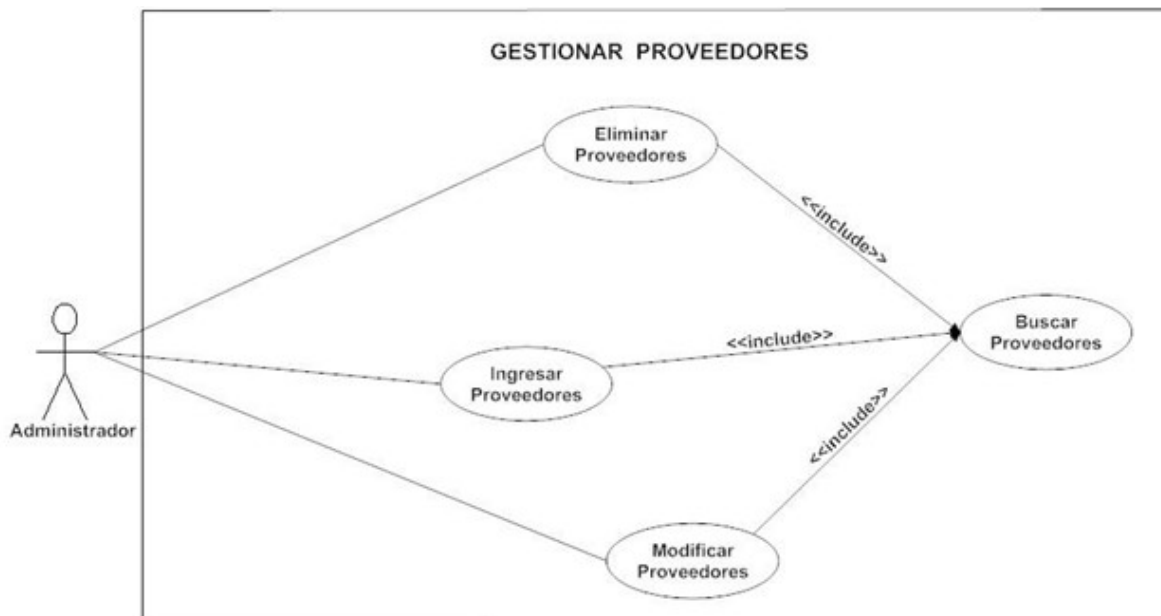 GESTIONAR PROVEEDORES
Eliminar
Proveedores
<<include>>
Buscar
Proveedores
<<include>>
Ingresar
Proveedores
<<include>>
Administrador
Modificar
Proveedores